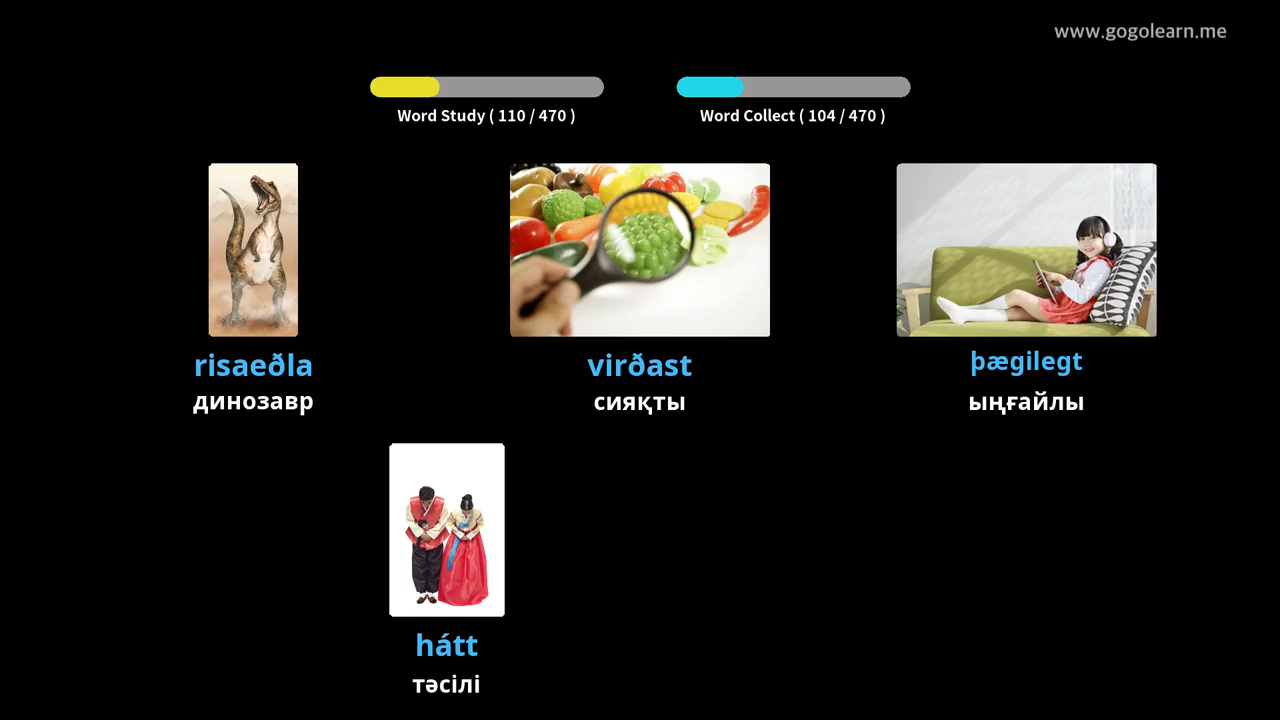 www.gogolearn.me
Word Study ( 110 / 470 )
Word Collect ( 104 / 470 )
risaeðla
динозавр
virðast
сияқты
þægilegt
ыңғайлы
hátt
тәсілі